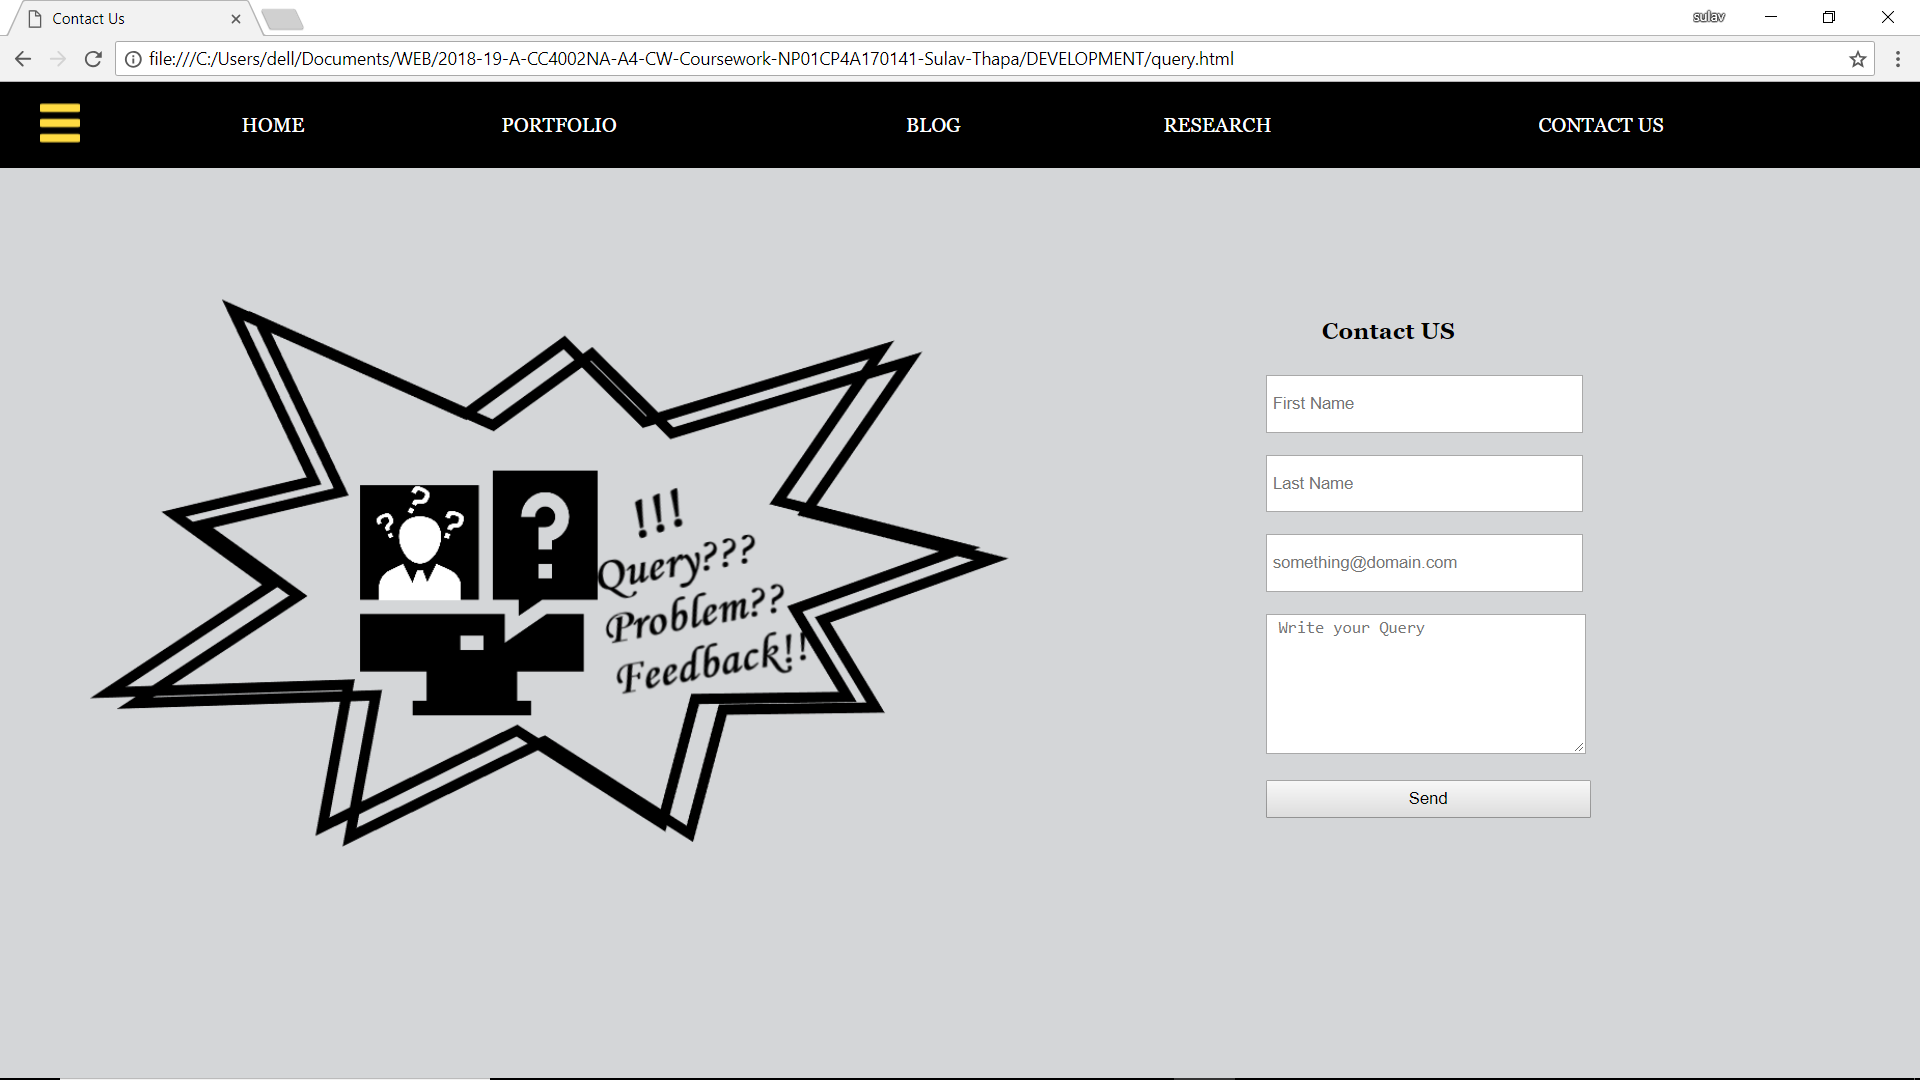 Contact Us
sulav
file:///C:/Users/dell/Documents/WEB/2018-19-A-CC4002NA-A4-CW-Coursework-NP01CP4A170141-Sulav-Thapa/DEVELOPMENT/query.html
HOME PORTFOLIO BLOG RESEARCH CONTACT US
? ? ?
?
!!!
Query???
Problem??
Feedback!!
Contact US
First Name
Last Name
something@domain.com
Write your Query
Send